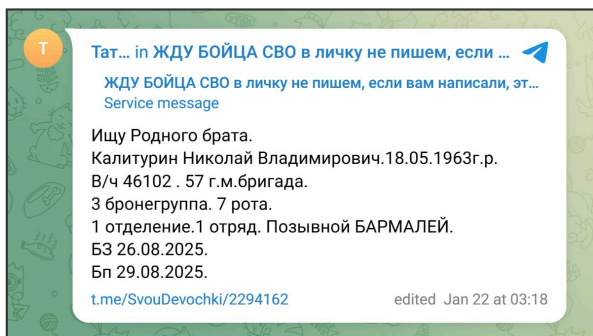 Т
Тат... in ЖДУ БОЙЦА СВО в личку не пишем, если ...
ЖДУ БОЙЦА СВО в личку не пишем, если вам написали, эт...
Service message
Ищу Родного брата.
Калитурин Николай Владимирович.18.05.1963г.р.
В/ч 46102 . 57 г.м.бригада.
3 бронегруппа. 7 рота.
1 отделение.1 отряд. Позывной БАРМАЛЕЙ.
БЗ 26.08.2025.
Бп 29.08.2025.
t.me/SvouDevochki/2294162 edited Jan 22 at 03:18